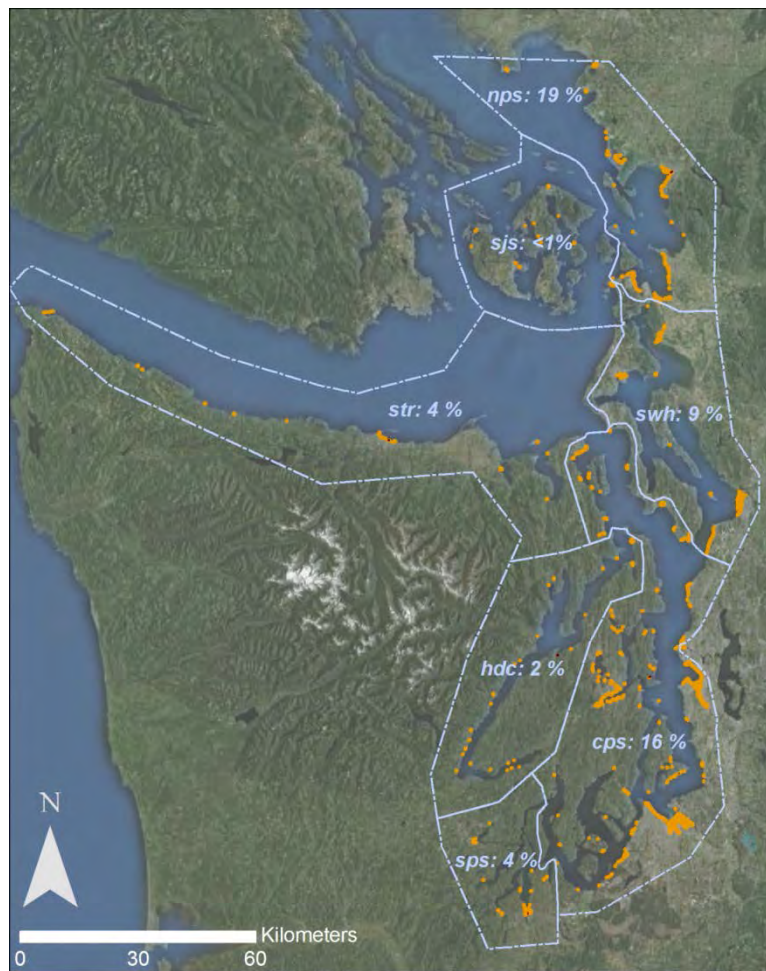 nps: 19 %
sjs: <1%
str: 4 %
swh: 9 %
hdc: 2 %
cps: 16 %
sps: 4 %
N
Kilometers
0 30 60